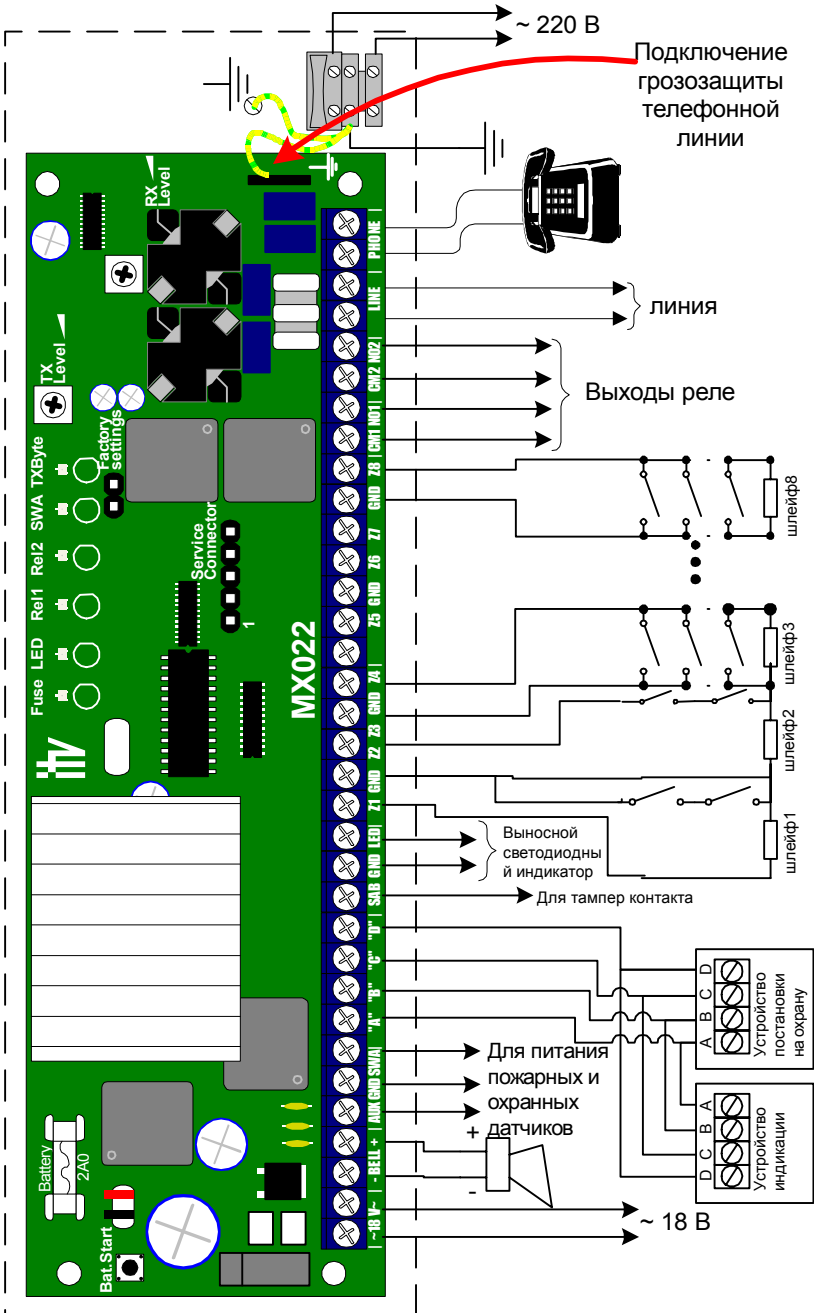 ~ 220 В
Подключение
грозозащиты
телефонной
линии
RX
Level
TX
Level
PHONE
LINE
линия
CM1 NO1 | CM2 NO2 |
Выходы реле
Factory
settings
Fuse LED Rel1 Rel2 SWA TXByte
Service
Connector
1
MX022
itv
Z8
GND
Z7
Z6
GND
Z5
Z4
GND
Z3
Z2
GND
Z1
шлейф8
шлейф3
шлейф2
шлейф1
GND LED
Выносной
светодиодны
й индикатор
SAB
Для тампер контакта
"A" "B" "C" "D"
A B C D
Устройство
постановки
на охрану
D C B A
Устройство
индикации
AUX GND SWA
Для питания
пожарных и
охранных
датчиков
- BELL +
+
-
~18 V~
~ 18 В
Battery
2A0
Bat.Start